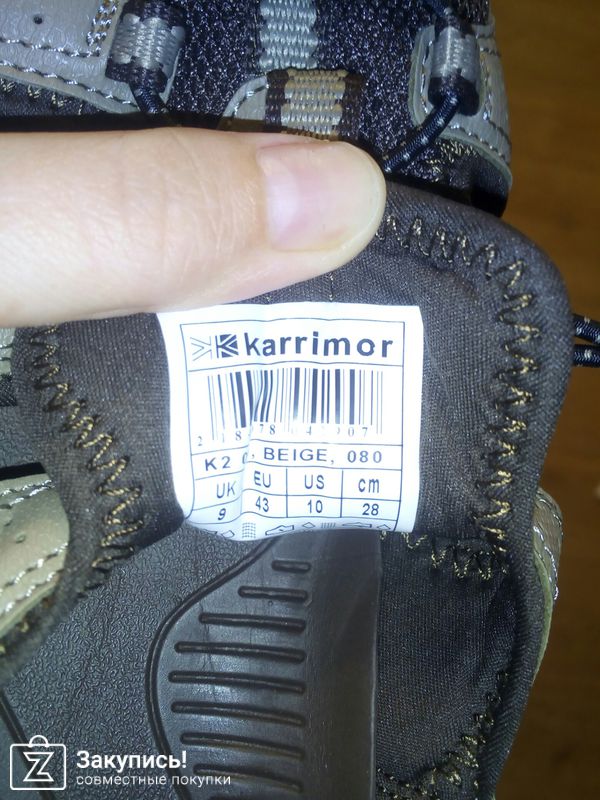 karrimor
BEIGE, 080
UK EU US cm
9 43 10 28
Закупись!
совместные покупки